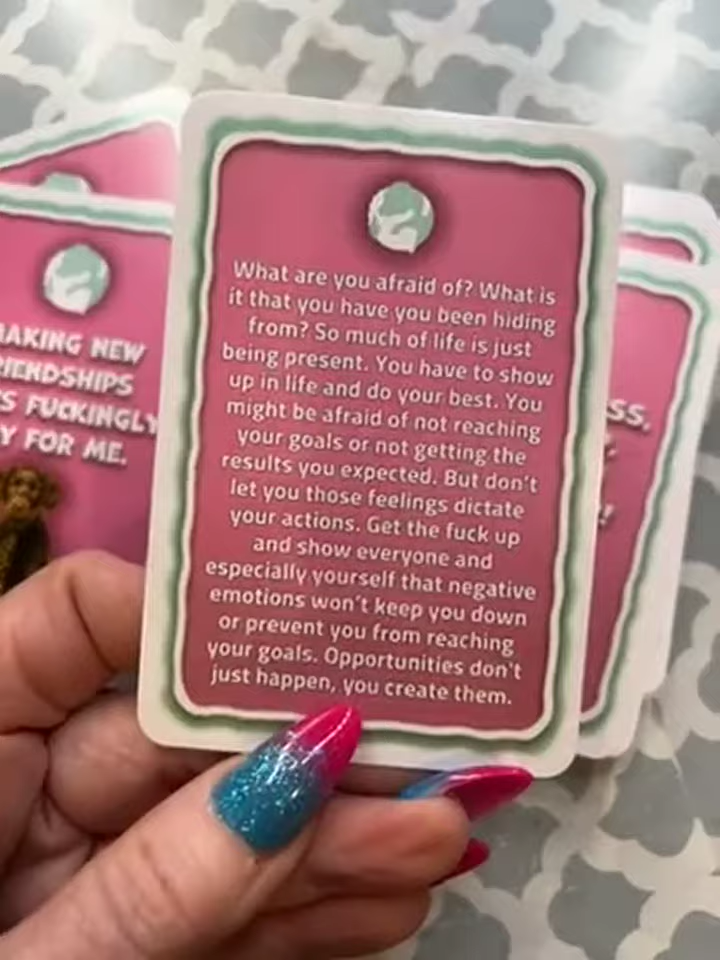 What are you afraid of? What is
it that you have you been hiding
from? So much of life is just
being present. You have to show
up in life and do your best. You
might be afraid of not reaching
your goals or not getting the
results you expected. But don't
let you those feelings dictate
your actions. Get the fuck up
and show everyone and
especially yourself that negative
emotions won't keep you down
or prevent you from reaching
your goals. Opportunities don't
just happen, you create them.
AKING NEW
RIENDSHIPS
S FUCKINGLY
Y FOR ME.
SS,
!